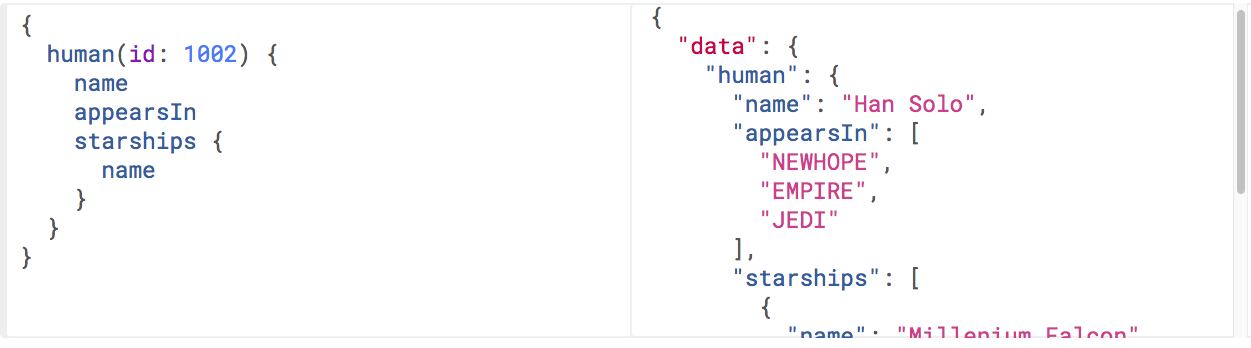 {
  human(id: 1002) {
    name
    appearsIn
    starships {
      name
    }
  }
}
{
  "data": {
    "human": {
      "name": "Han Solo",
      "appearsIn": [
        "NEWHOPE",
        "EMPIRE",
        "JEDI"
      ],
      "starships": [
        {
          "name": "Millenium Falcon"